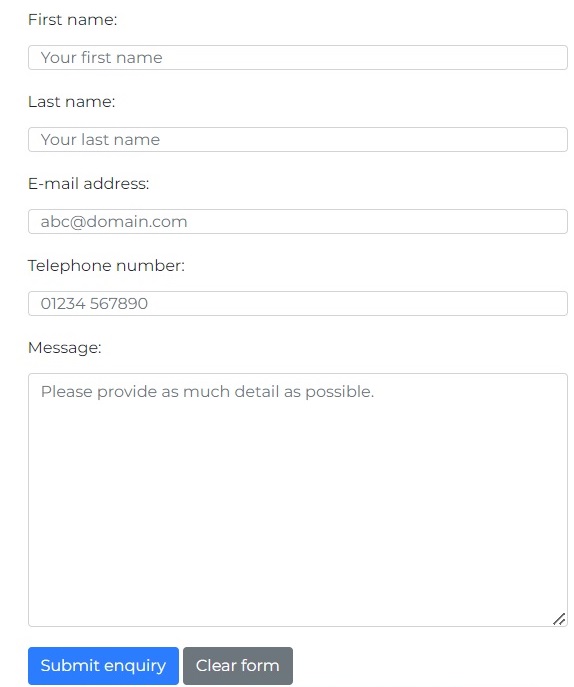 First name:
Your first name
Last name:
Your last name
E-mail address:
abc@domain.com
Telephone number:
01234 567890
Message:
Please provide as much detail as possible.
Submit enquiry Clear form